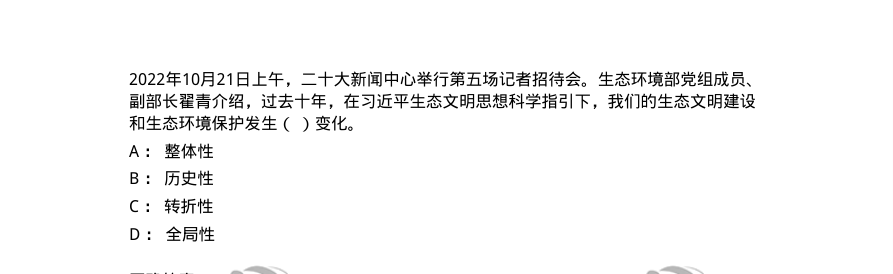 2022年10月21日上午，二十大新闻中心举行第五场记者招待会。生态环境部党组成员、
副部长翟青介绍，过去十年，在习近平生态文明思想科学指引下，我们的生态文明建设
和生态环境保护发生（ ）变化。
A： 整体性
B： 历史性
C： 转折性
D： 全局性